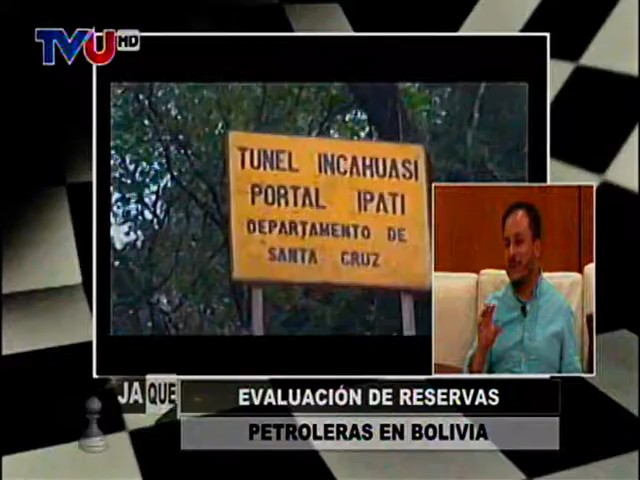 TVU HD
TUNEL INCAHUASI
PORTAL IPATI
DEPARTAMENTO DE
SANTA CRUZ
JAQUE
EVALUACIÓN DE RESERVAS
PETROLERAS EN BOLIVIA